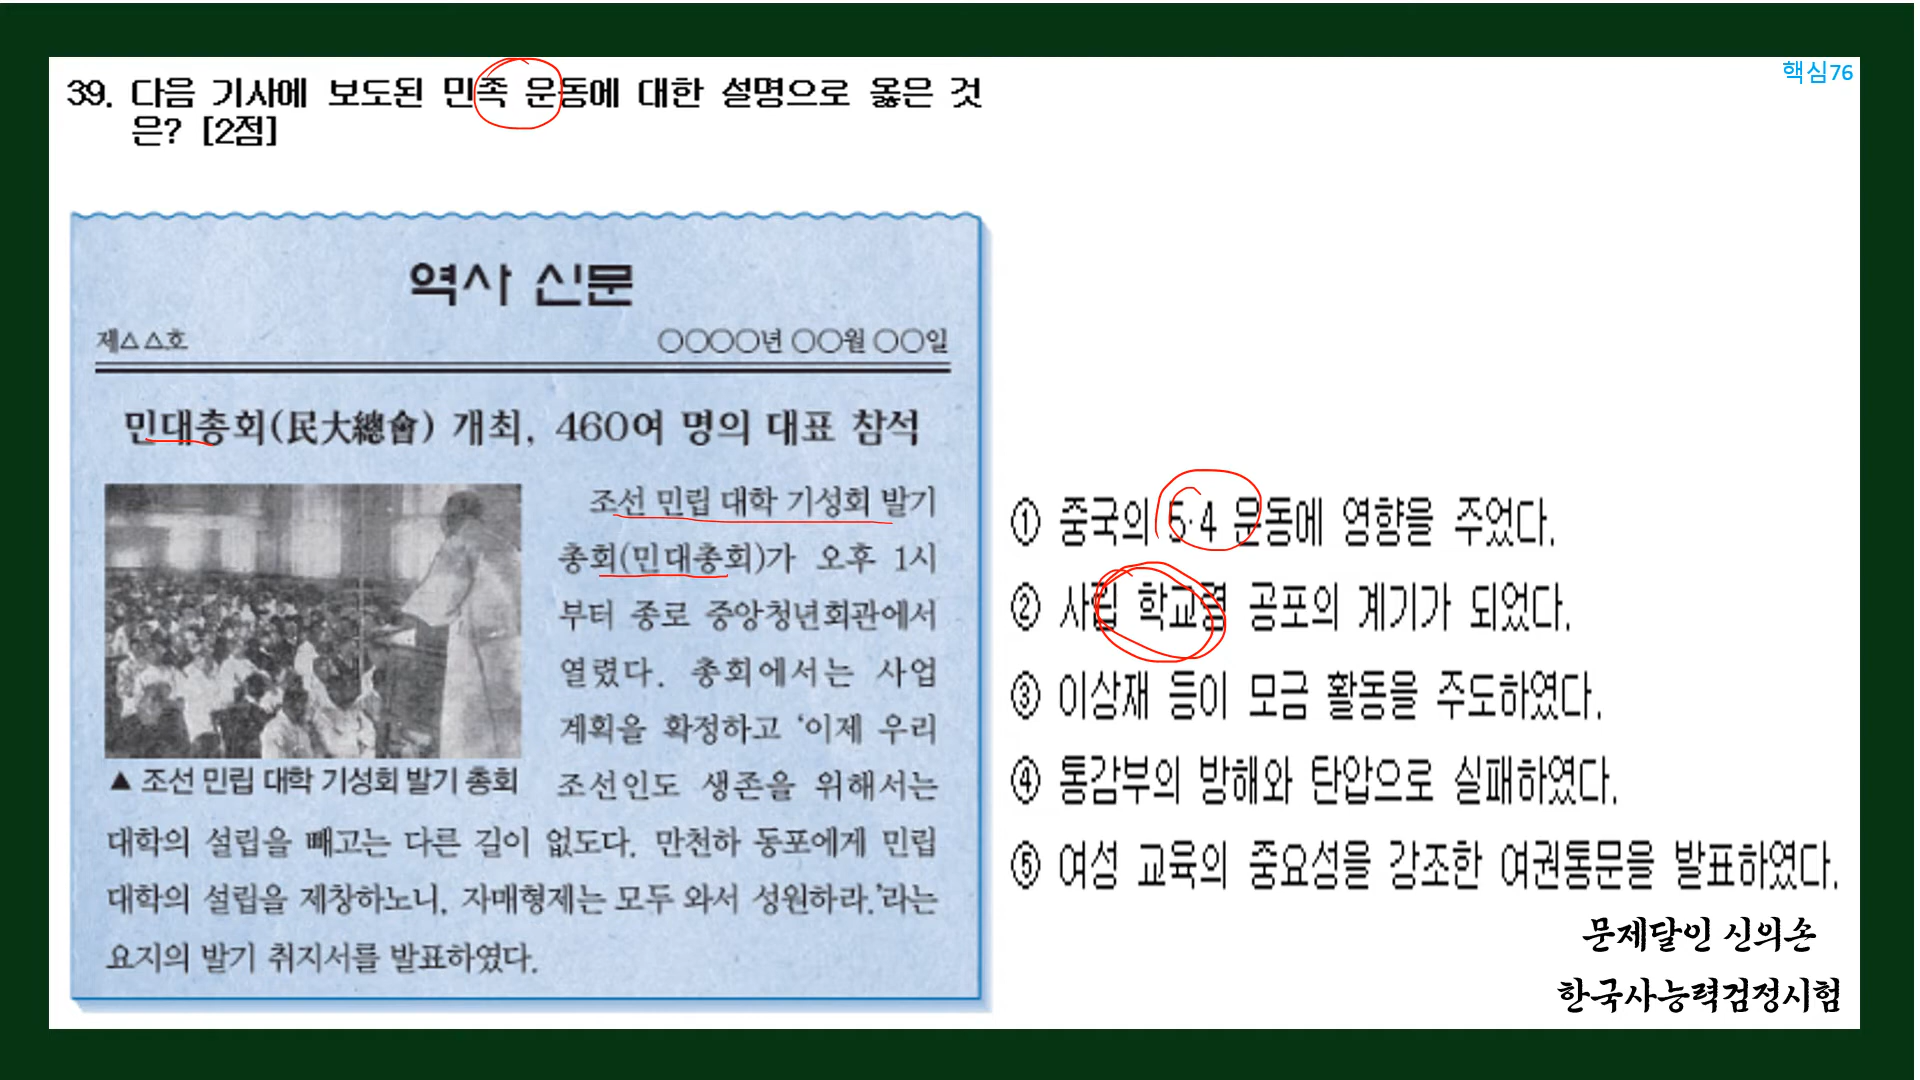 핵심76
39. 다음 기사에 보도된 민족 운동에 대한 설명으로 옳은 것
은? [2점]
역사 신문
제△△호 ○○○○년 ○○월 ○○일
민대총회(民大總會) 개최, 460여 명의 대표 참석
조선 민립 대학 기성회 발기
총회(민대총회)가 오후 1시
부터 종로 중앙청년회관에서
열렸다. 총회에서는 사업
계획을 확정하고 '이제 우리
조선인도 생존을 위해서는
▲ 조선 민립 대학 기성회 발기 총회
대학의 설립을 빼고는 다른 길이 없도다. 만천하 동포에게 민립
대학의 설립을 제창하노니, 자매형제는 모두 와서 성원하라.'라는
요지의 발기 취지서를 발표하였다.
① 중국의 5·4 운동에 영향을 주었다.
② 사립 학교령 공포의 계기가 되었다.
③ 이상재 등이 모금 활동을 주도하였다.
④ 통감부의 방해와 탄압으로 실패하였다.
⑤ 여성 교육의 중요성을 강조한 여권통문을 발표하였다.
문제달인 신의손
한국사능력검정시험